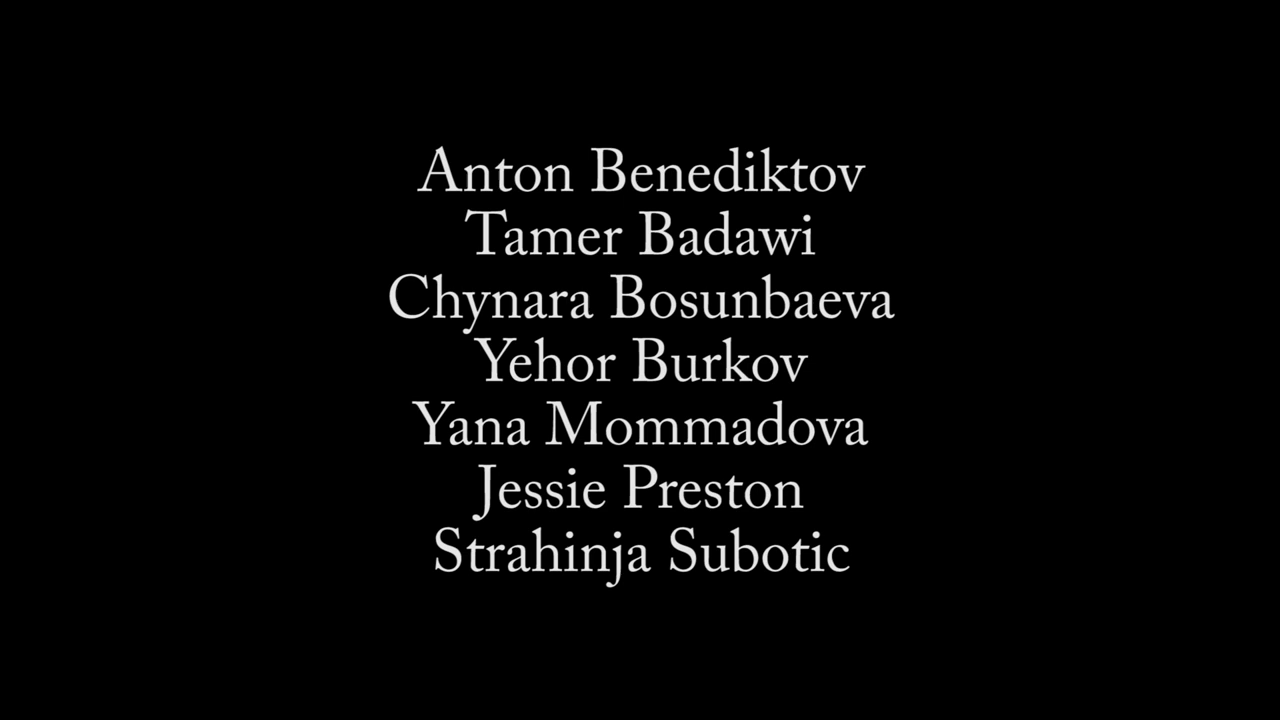 Anton Benediktov
Tamer Badawi
Chynara Bosunbaeva
Yehor Burkov
Yana Mommadova
Jessie Preston
Strahinja Subotic